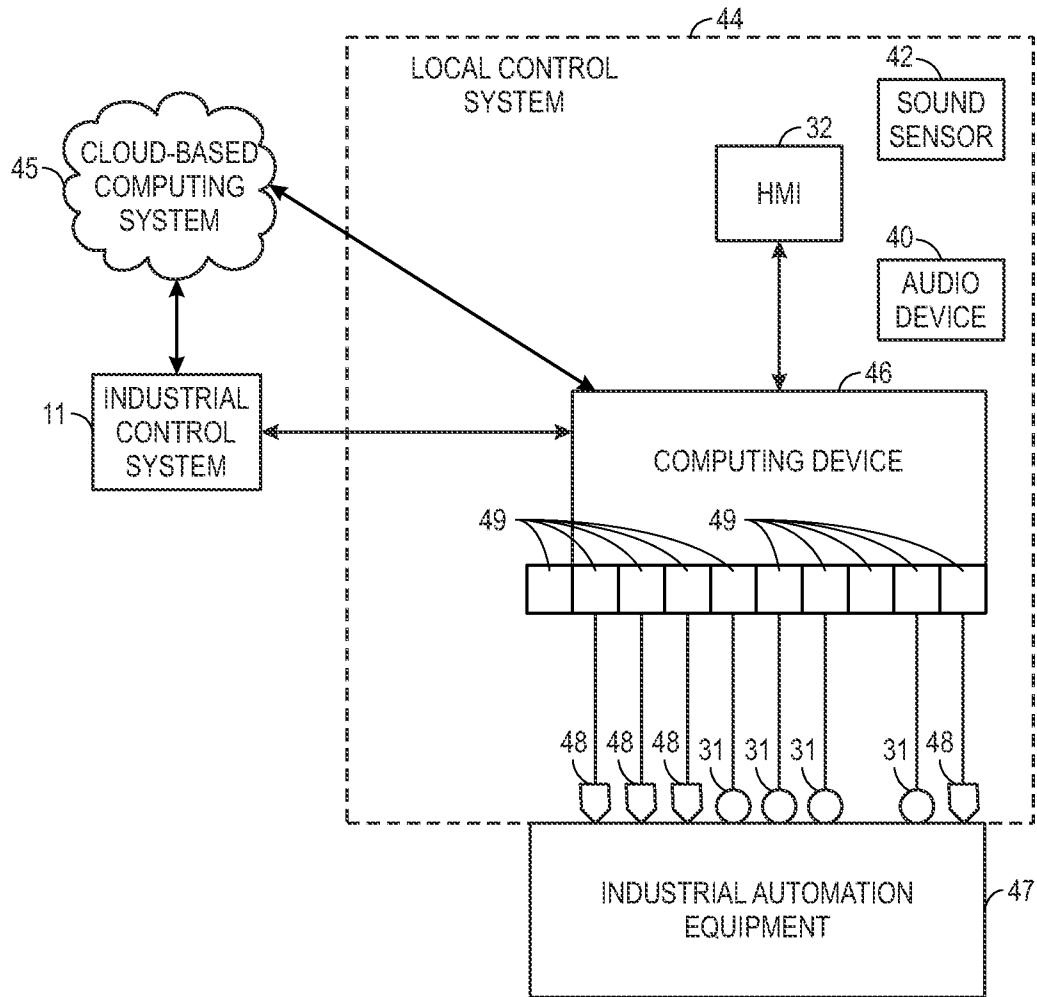 44
LOCAL CONTROL
SYSTEM
42
SOUND
SENSOR
32
HMI
45
CLOUD-BASED
COMPUTING
SYSTEM
40
AUDIO
DEVICE
46
11
INDUSTRIAL
CONTROL
SYSTEM
COMPUTING DEVICE
49 49
48 48 48 31 31 31 31 48
INDUSTRIAL AUTOMATION
EQUIPMENT
47